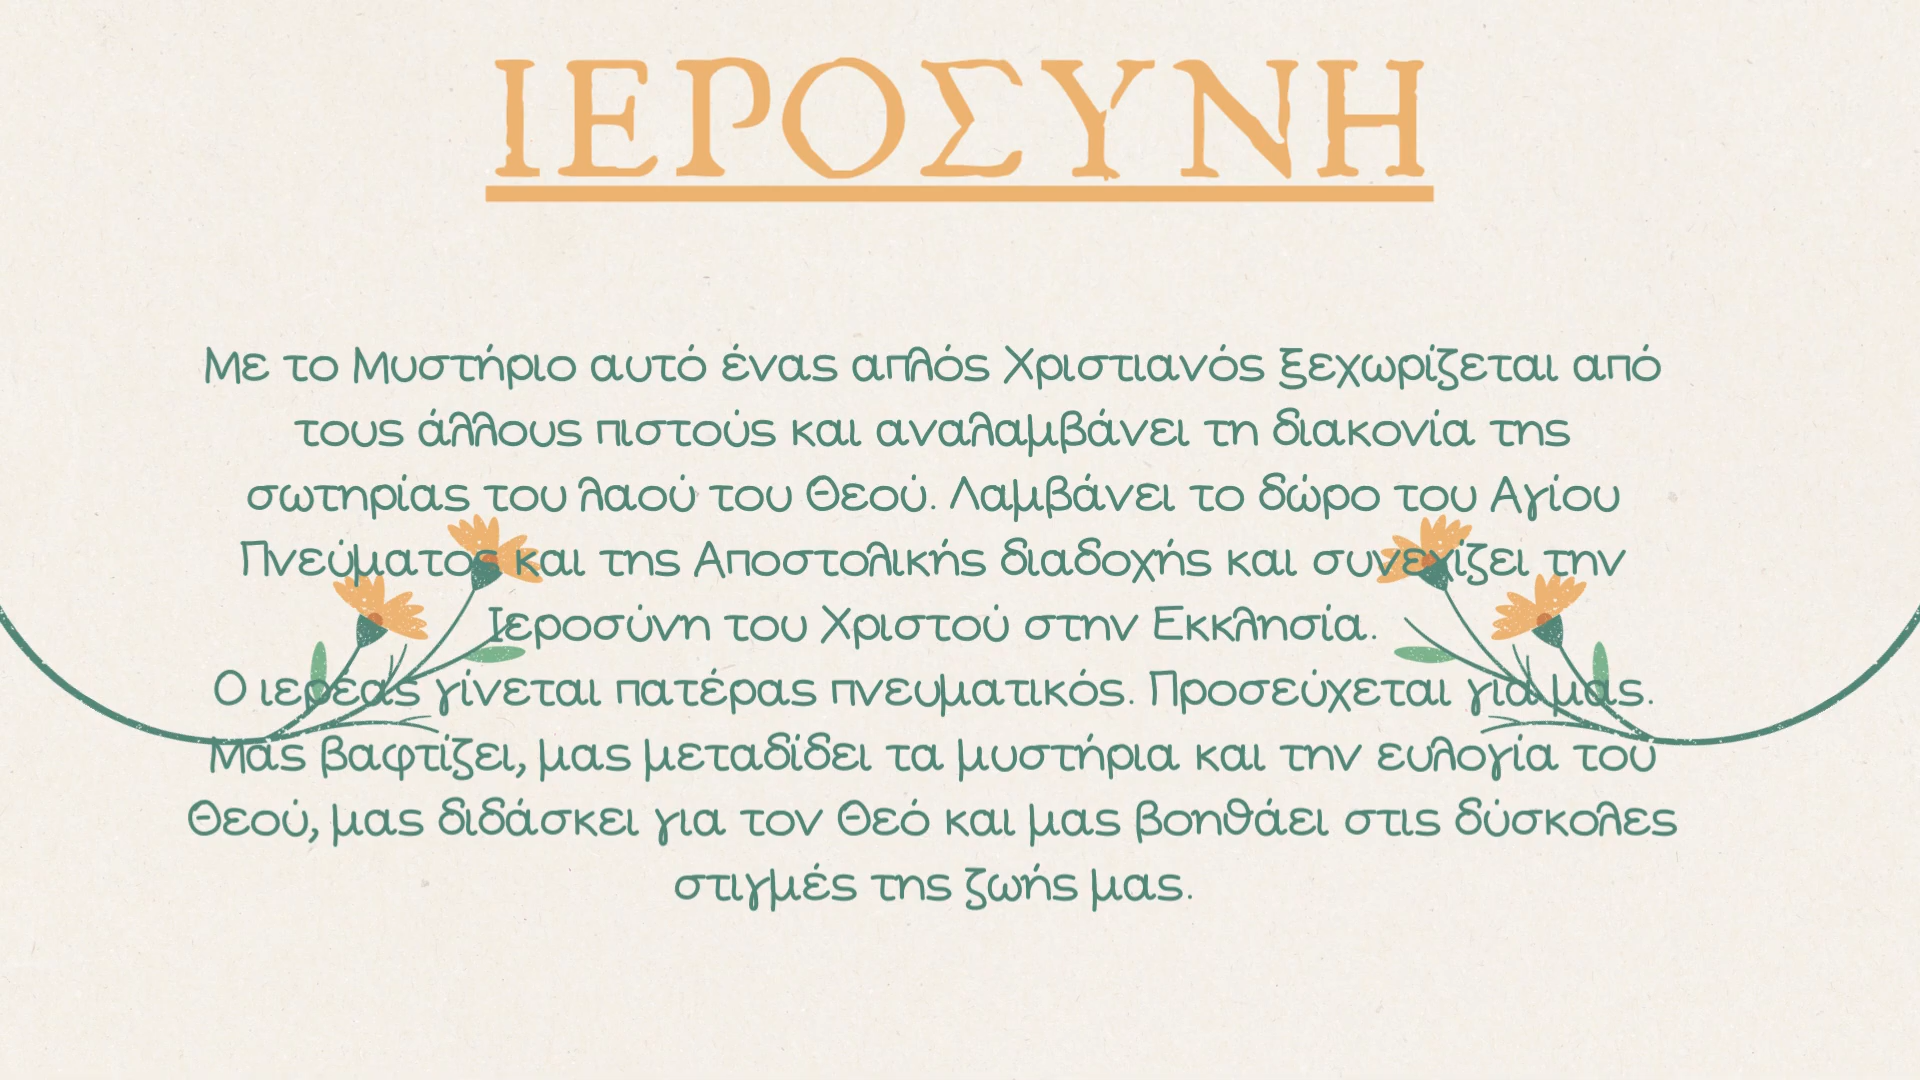 ΙΕΡΟΣΥΝΗ
Με το Μυστήριο αυτό ένας απλός Χριστιανός ξεχωρίζεται από
τους άλλους πιστούς και αναλαμβάνει τη διακονία της
σωτηρίας του λαού του Θεού. Λαμβάνει το δώρο του Αγίου
Πνεύματος και της Αποστολικής διαδοχής και συνεχίζει την
Ιεροσύνη του Χριστού στην Εκκλησία.
Ο ιερέας γίνεται πατέρας πνευματικός. Προσεύχεται για μας.
Μας βαφτίζει, μας μεταδίδει τα μυστήρια και την ευλογία του
Θεού, μας διδάσκει για τον Θεό και μας βοηθάει στις δύσκολες
στιγμές της ζωής μας.